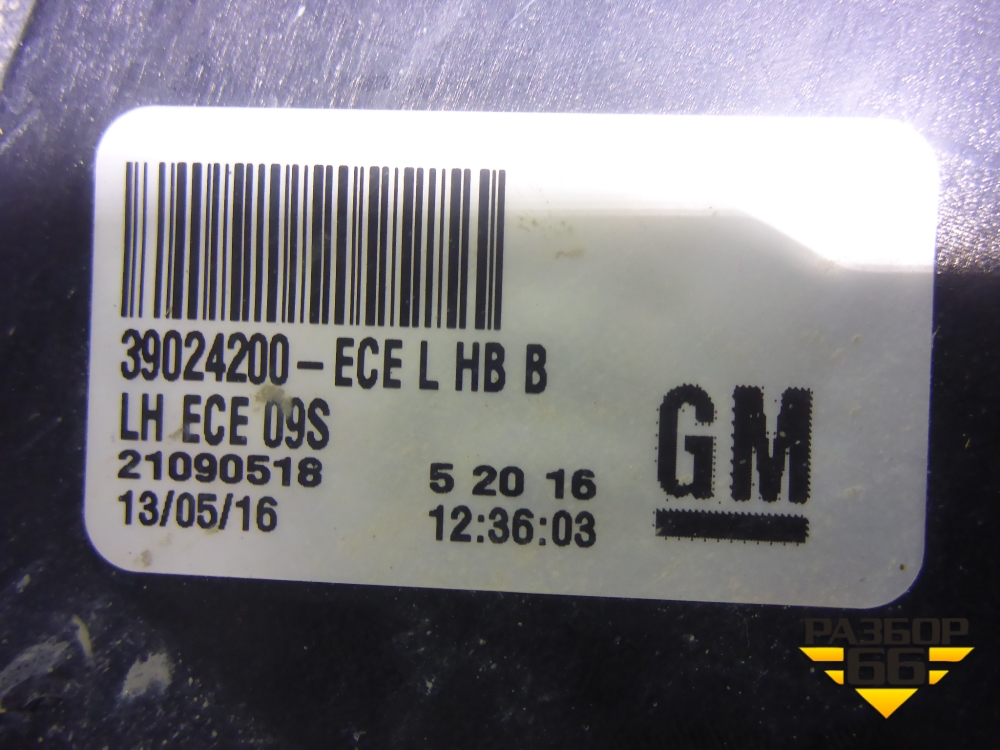 39024200-ECE L HB B
LH ECE 09S
21090518 5 20 16
13/05/16 12:36:03
GM
РАЗБОР
66